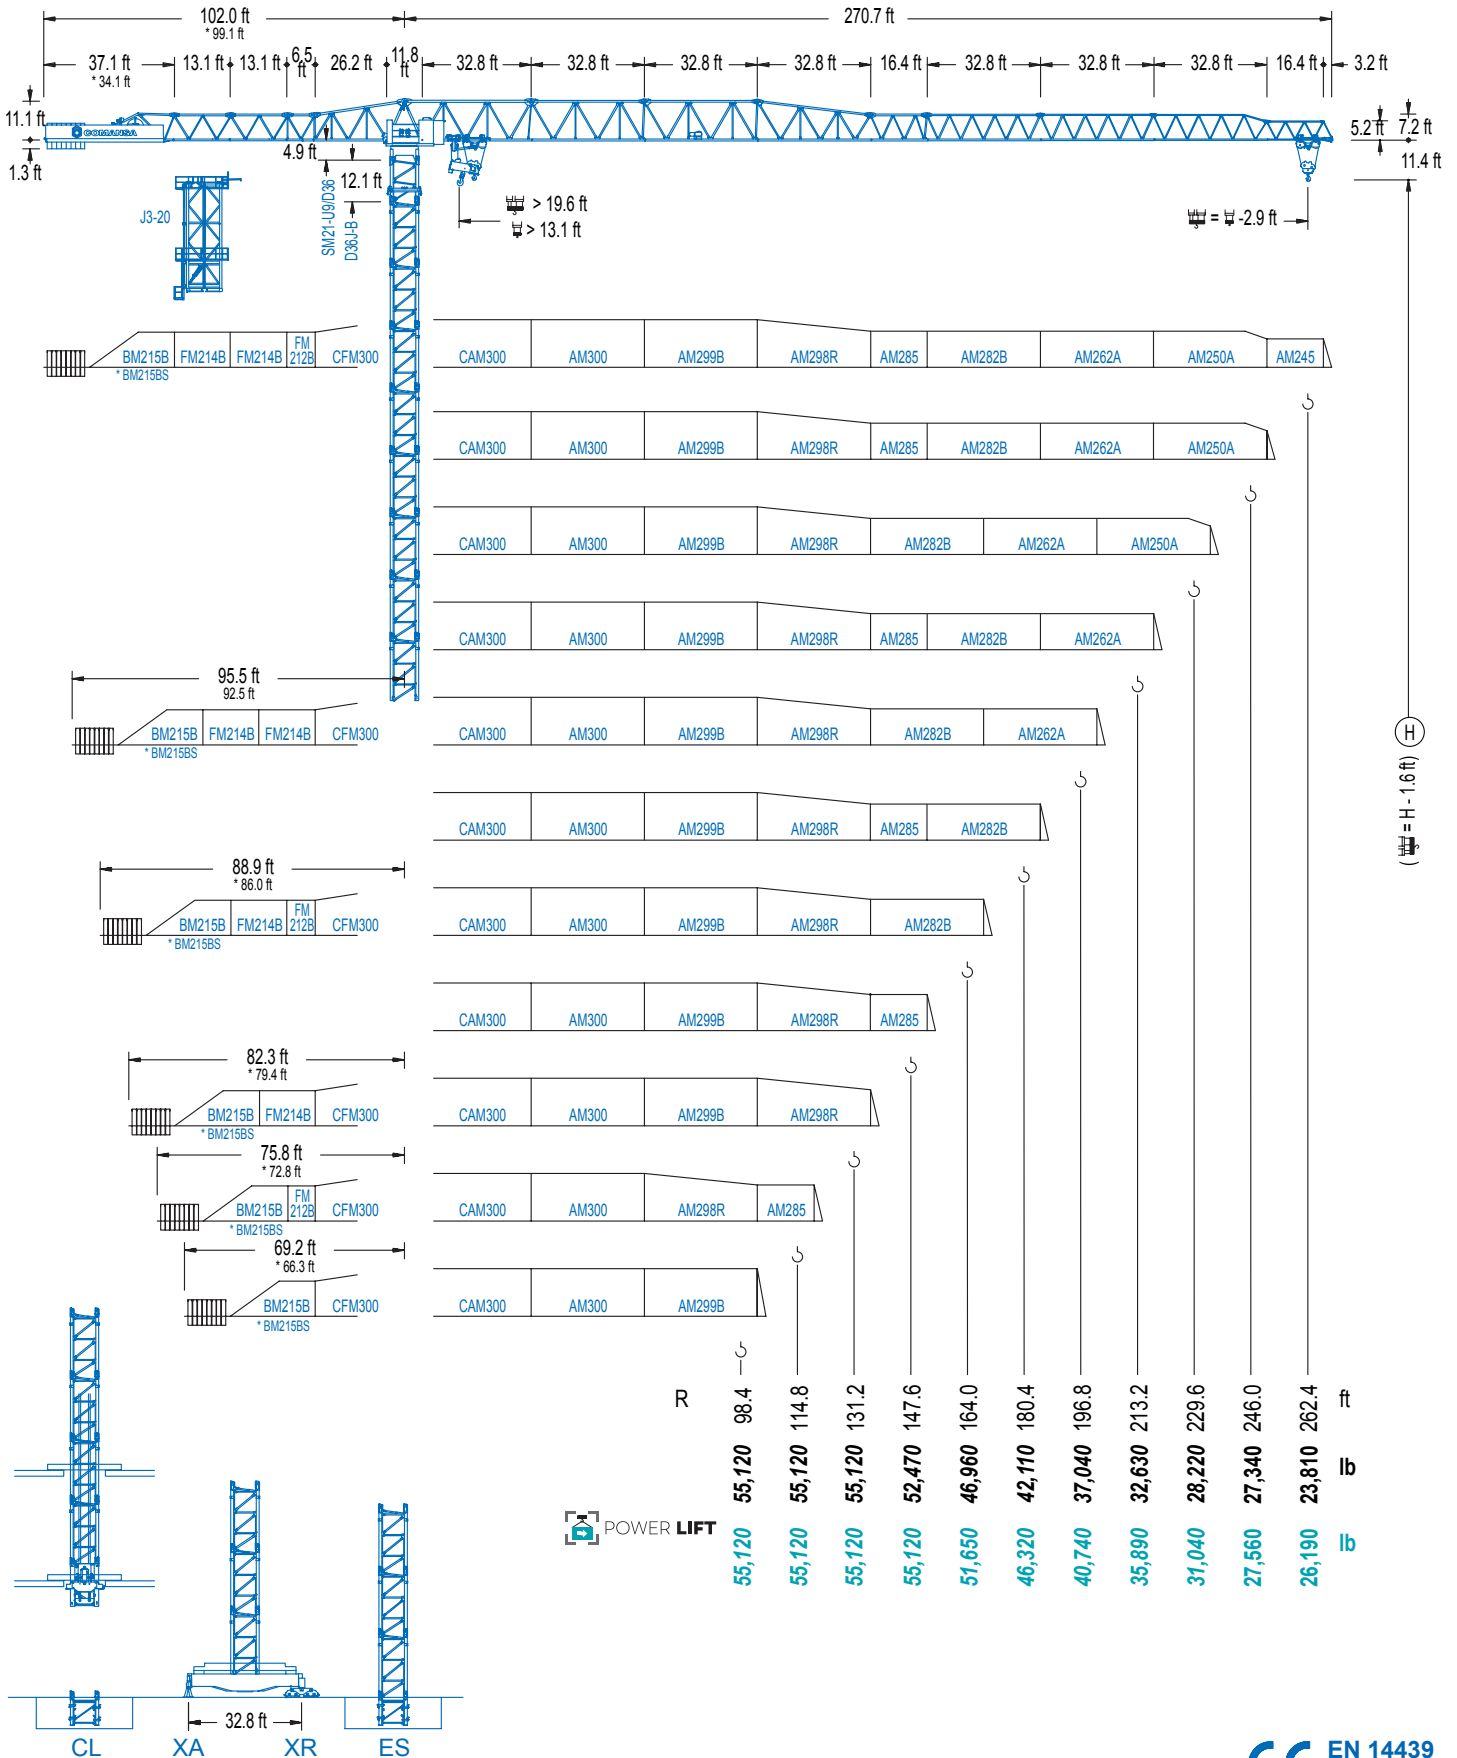 102.0 ft
* 99.1 ft
270.7 ft
37.1 ft
* 34.1 ft
13.1 ft
13.1 ft
6.5 ft
26.2 ft
11.8 ft
32.8 ft
32.8 ft
32.8 ft
32.8 ft
16.4 ft
32.8 ft
32.8 ft
32.8 ft
16.4 ft
3.2 ft
11.1 ft
COMANSA
1.3 ft
4.9 ft
12.1 ft
5.2 ft
7.2 ft
11.4 ft
J3-20
SM21-U9/D36
D36J-B
> 19.6 ft
> 13.1 ft
= -2.9 ft
BM215B FM214B FM214B FM 212B CFM300 CAM300 AM300 AM299B AM298R AM285 AM282B AM262A AM250A AM245
* BM215BS
CAM300 AM300 AM299B AM298R AM285 AM282B AM262A AM250A
CAM300 AM300 AM299B AM298R AM282B AM262A AM250A
CAM300 AM300 AM299B AM298R AM285 AM282B AM262A
95.5 ft
92.5 ft
BM215B FM214B FM214B CFM300 CAM300 AM300 AM299B AM298R AM282B AM262A
* BM215BS
H
( = H - 1.6 ft)
CAM300 AM300 AM299B AM298R AM285 AM282B
88.9 ft
* 86.0 ft
BM215B FM214B FM 212B CFM300 CAM300 AM300 AM299B AM298R AM282B
* BM215BS
CAM300 AM300 AM299B AM298R AM285
82.3 ft
* 79.4 ft
BM215B FM214B CFM300 CAM300 AM300 AM299B AM298R
* BM215BS
75.8 ft
* 72.8 ft
BM215B FM 212B CFM300 CAM300 AM300 AM298R AM285
* BM215BS
69.2 ft
* 66.3 ft
BM215B CFM300 CAM300 AM300 AM299B
* BM215BS
R 98.4 114.8 131.2 147.6 164.0 180.4 196.8 213.2 229.6 246.0 262.4 ft
55,120 55,120 55,120 52,470 46,960 42,110 37,040 32,630 28,220 27,340 23,810 lb
POWER LIFT 55,120 55,120 55,120 55,120 51,650 46,320 40,740 35,890 31,040 27,560 26,190 lb
32.8 ft
CL XA XR ES
CE EN 14439